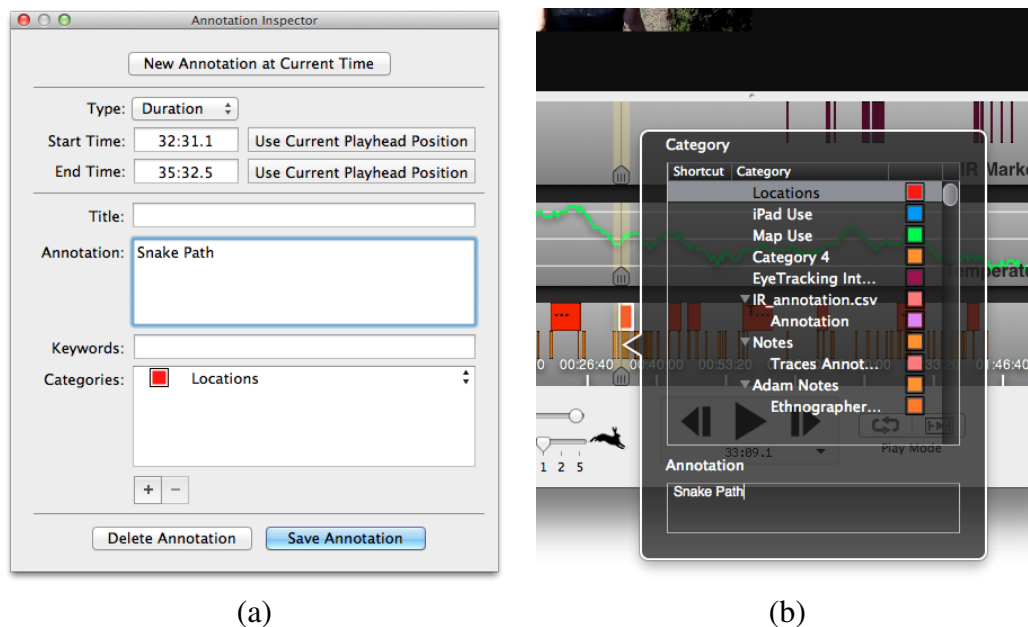 Annotation Inspector
New Annotation at Current Time
Type: Duration
Start Time: 32:31.1 Use Current Playhead Position
End Time: 35:32.5 Use Current Playhead Position
Title:
Annotation: Snake Path
Keywords:
Categories: Locations
+ −
Delete Annotation Save Annotation
(a)
Category
Shortcut Category
Locations
iPad Use
Map Use
Category 4
EyeTracking Int...
IR_annotation.csv
Annotation
Notes
Traces Annot...
Adam Notes
Ethnographer...
Annotation
Snake Path
IR Mark
Temperat
---
00:26:40 00:40:00 00:53:20 1:46:40
1 2 5
33:09.1
Play Mode
(b)